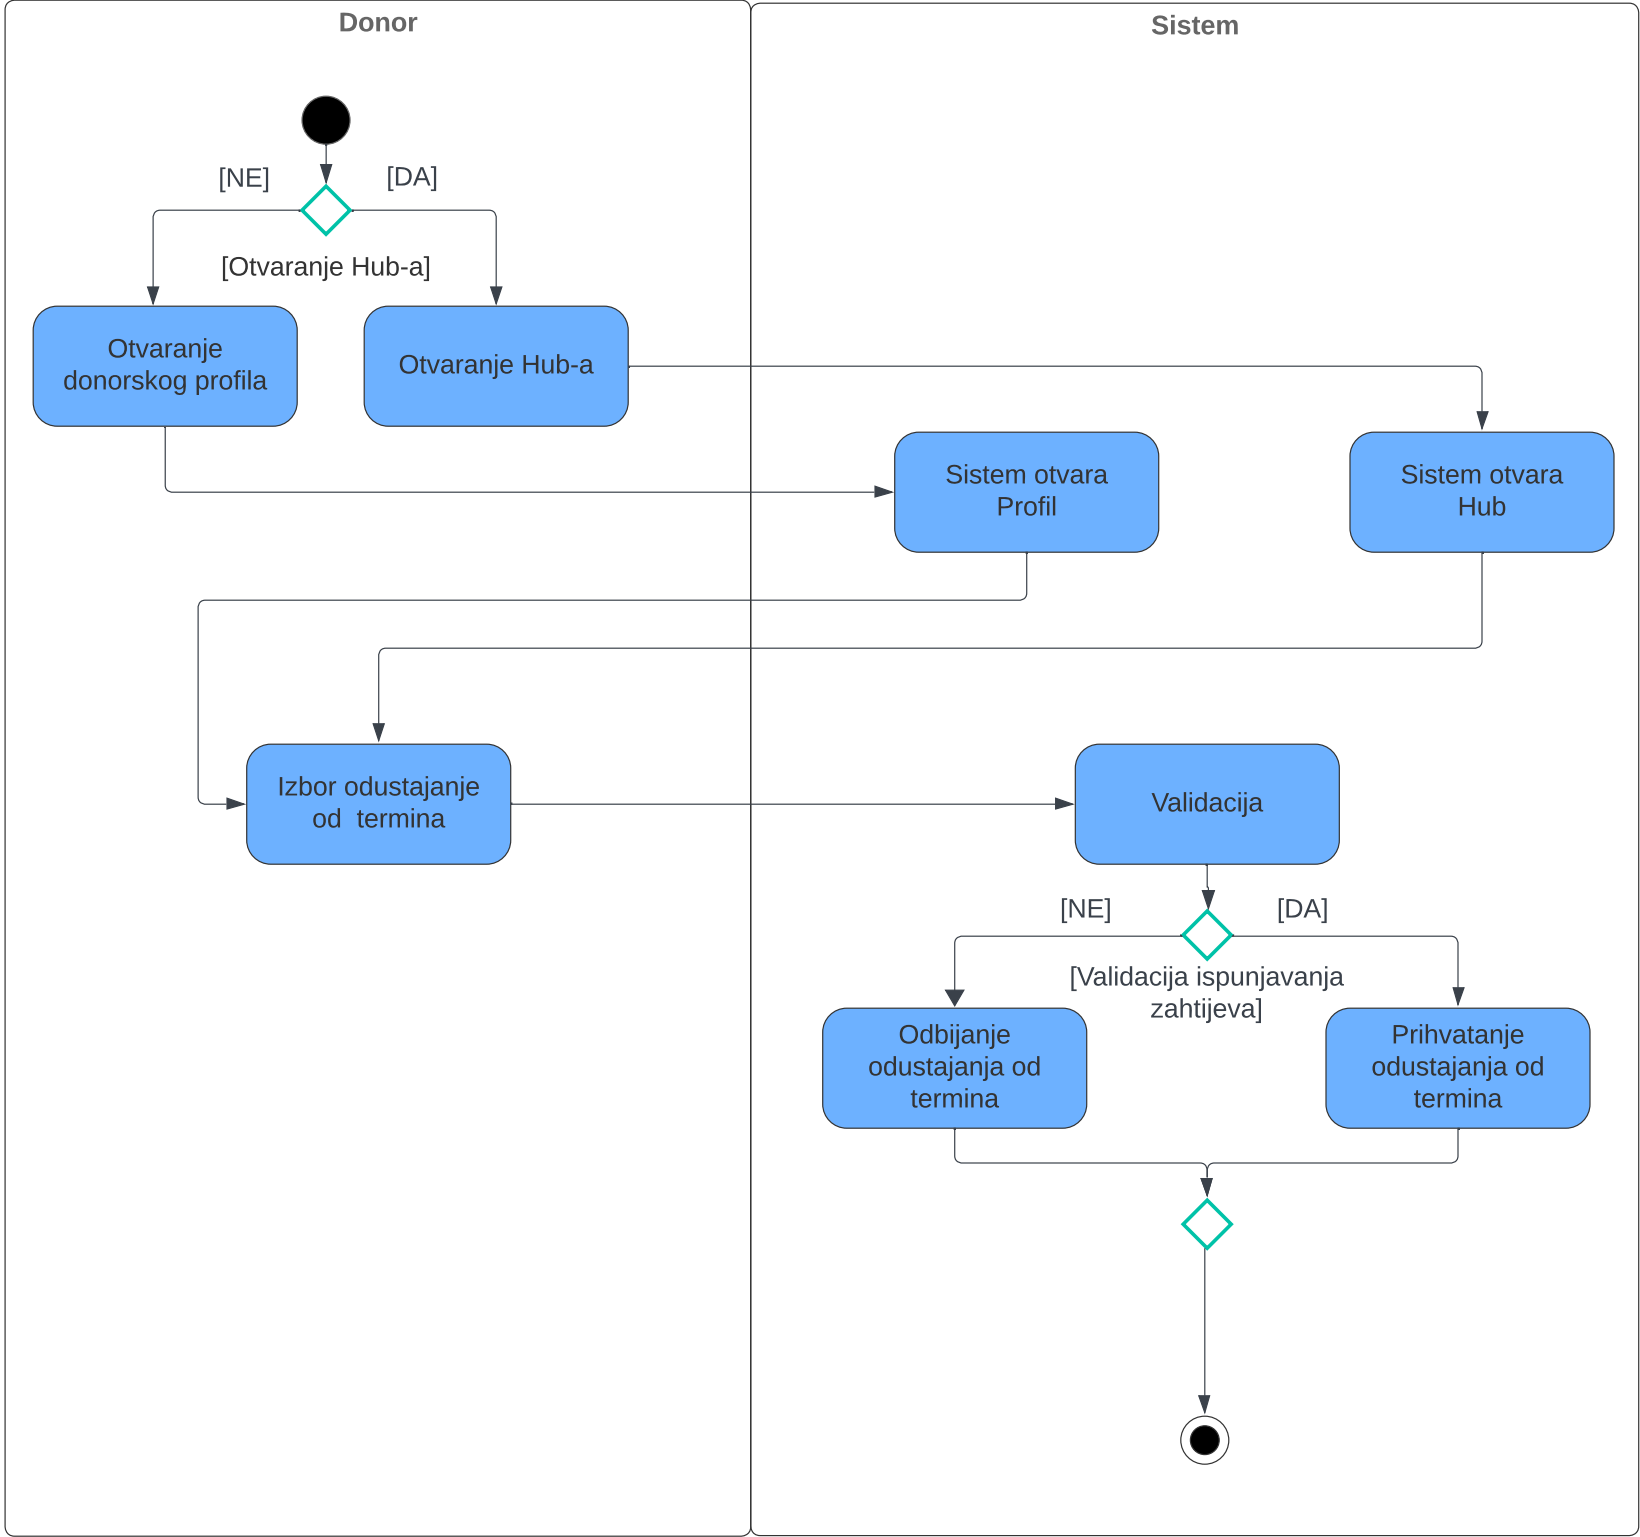 Donor
Sistem
[NE]
[DA]
[Otvaranje Hub-a]
Otvaranje
donorskog profila
Otvaranje Hub-a
Sistem otvara
Profil
Sistem otvara
Hub
Izbor odustajanje
od  termina
Validacija
[NE]
[DA]
[Validacija ispunjavanja
zahtijeva]
Odbijanje
odustajanja od
termina
Prihvatanje
odustajanja od
termina